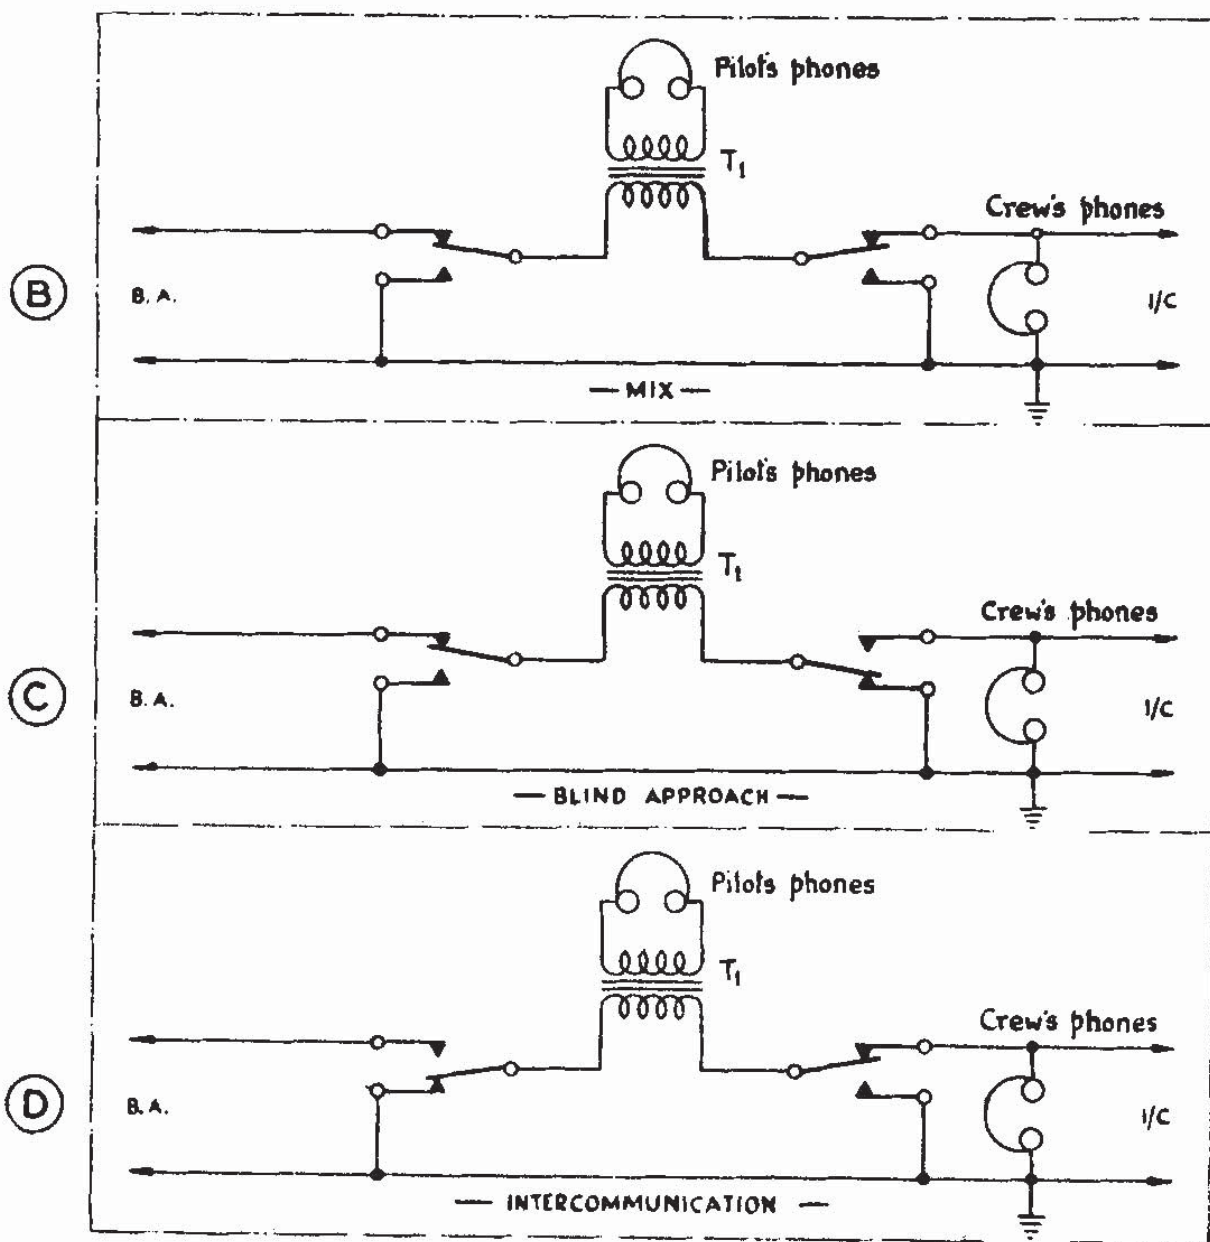 Pilot's phones
T1
Crew's phones
B
B. A.
I/C
— MIX —
Pilot's phones
T1
Crew's phones
C
B. A.
I/C
— BLIND APPROACH —
Pilot's phones
T1
Crew's phones
D
B. A.
I/C
— INTERCOMMUNICATION —